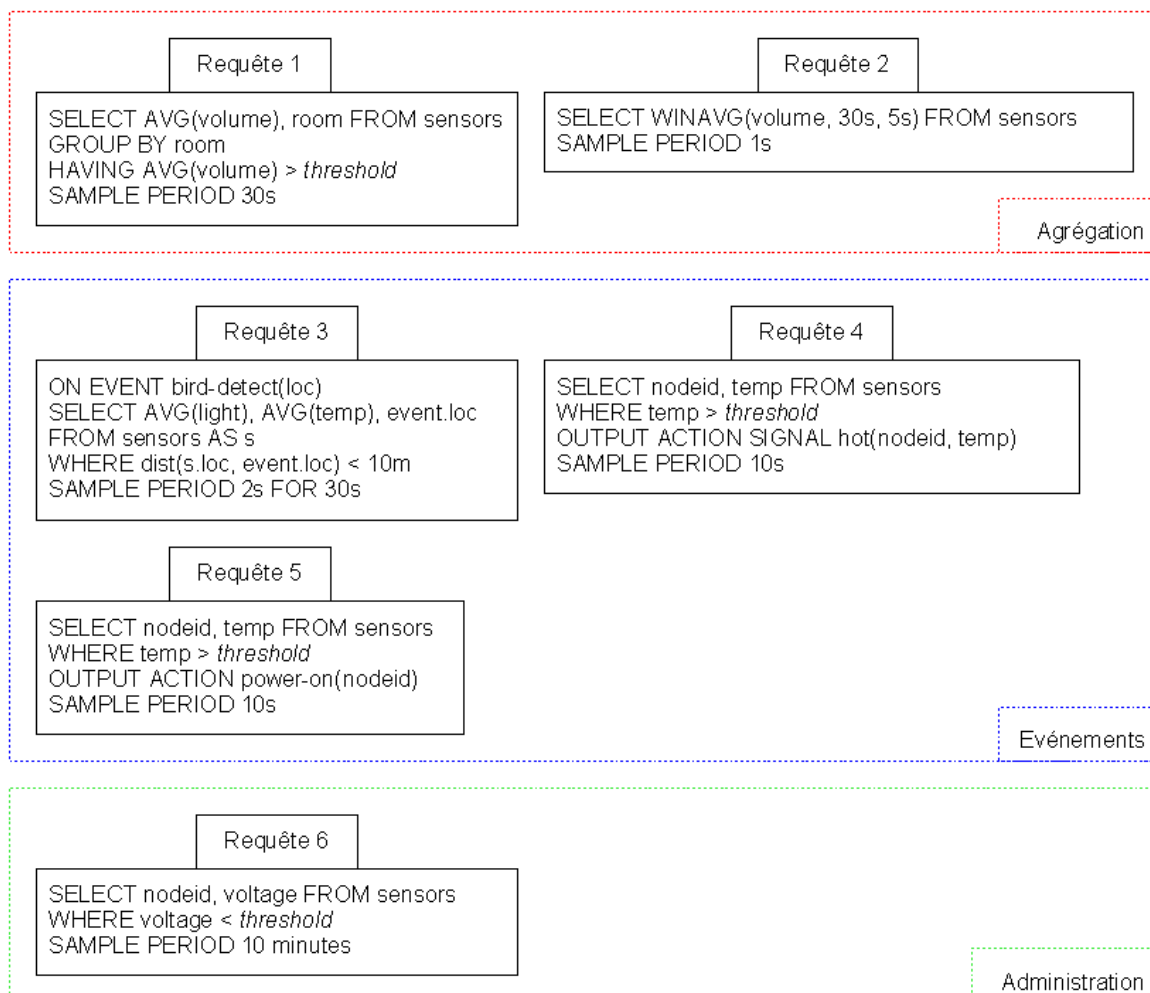 Requête 1
SELECT AVG(volume), room FROM sensors
GROUP BY room
HAVING AVG(volume) > threshold
SAMPLE PERIOD 30s
Requête 2
SELECT WINAVG(volume, 30s, 5s) FROM sensors
SAMPLE PERIOD 1s
Agrégation
Requête 3
ON EVENT bird-detect(loc)
SELECT AVG(light), AVG(temp), event.loc
FROM sensors AS s
WHERE dist(s.loc, event.loc) < 10m
SAMPLE PERIOD 2s FOR 30s
Requête 4
SELECT nodeid, temp FROM sensors
WHERE temp > threshold
OUTPUT ACTION SIGNAL hot(nodeid, temp)
SAMPLE PERIOD 10s
Requête 5
SELECT nodeid, temp FROM sensors
WHERE temp > threshold
OUTPUT ACTION power-on(nodeid)
SAMPLE PERIOD 10s
Evénements
Requête 6
SELECT nodeid, voltage FROM sensors
WHERE voltage < threshold
SAMPLE PERIOD 10 minutes
Administration